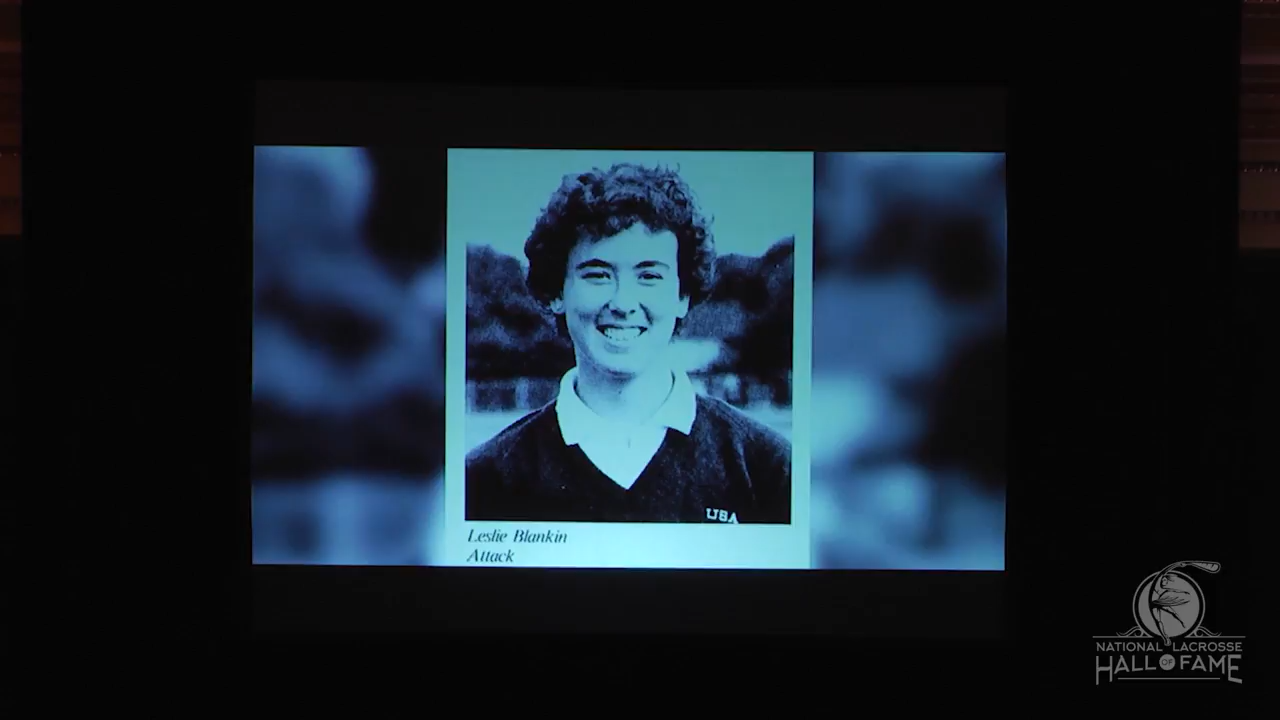 USA
Leslie Blankin
Attack
NATIONAL LACROSSE
HALL OF FAME